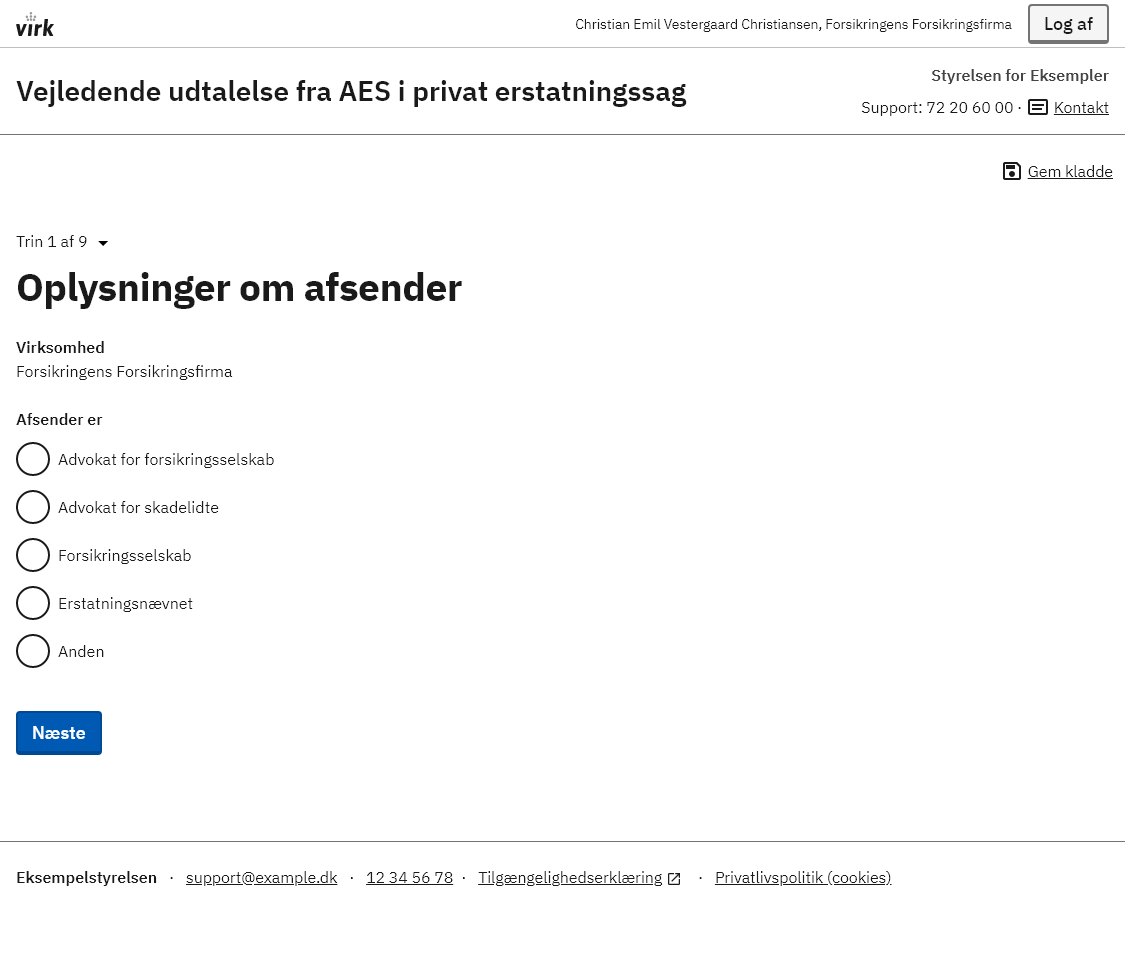 virk
Christian Emil Vestergaard Christiansen, Forsikringens Forsikringsfirma
Log af
Vejledende udtalelse fra AES i privat erstatningssag
Styrelsen for Eksempler
Support: 72 20 60 00 · Kontakt
Gem kladde
Trin 1 af 9
Oplysninger om afsender
Virksomhed
Forsikringens Forsikringsfirma
Afsender er
Advokat for forsikringsselskab
Advokat for skadelidte
Forsikringsselskab
Erstatningsnævnet
Anden
Næste
Eksempelstyrelsen · support@example.dk · 12 34 56 78 · Tilgængelighedserklæring · Privatlivspolitik (cookies)